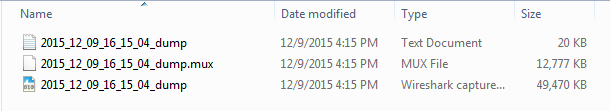 Name Date modified Type Size
2015_12_09_16_15_04_dump 12/9/2015 4:15 PM Text Document 20 KB
2015_12_09_16_15_04_dump.mux 12/9/2015 4:15 PM MUX File 12,777 KB
2015_12_09_16_15_04_dump 12/9/2015 4:15 PM Wireshark capture... 49,470 KB